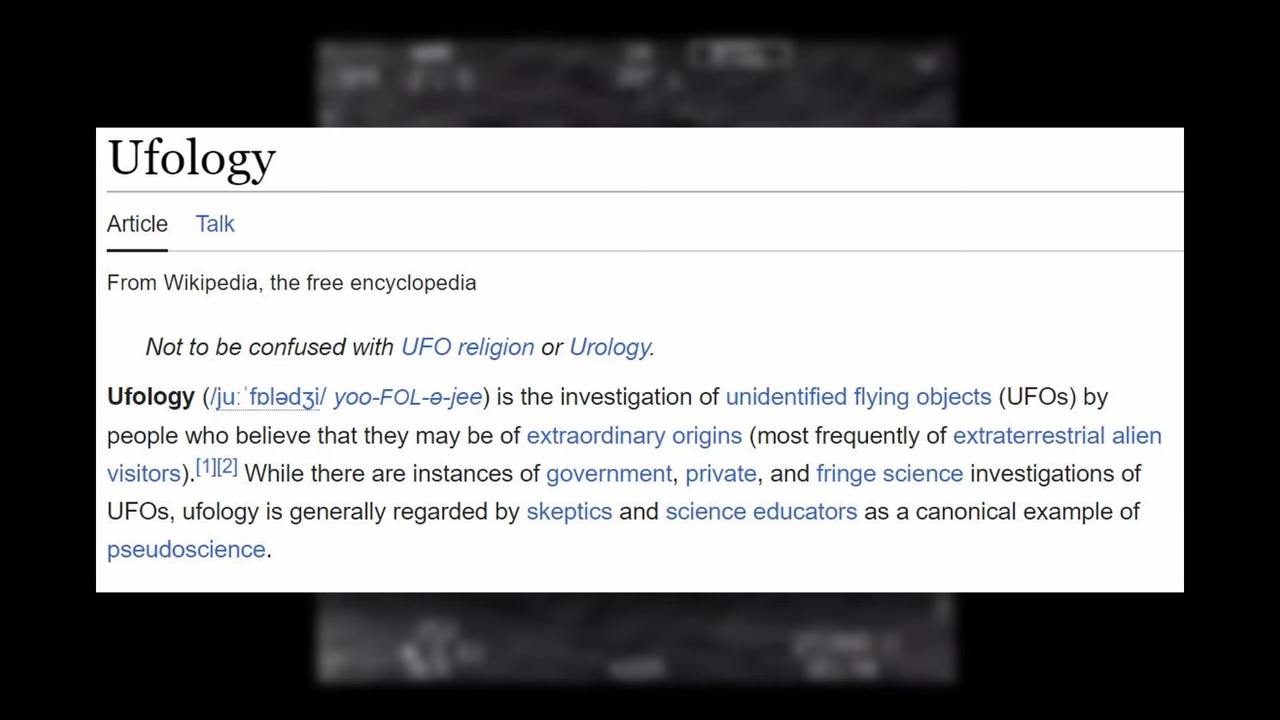 Ufology
Article Talk
From Wikipedia, the free encyclopedia
Not to be confused with UFO religion or Urology.
Ufology (/juːˈfɒlədʒi/ yoo-FOL-ə-jee) is the investigation of unidentified flying objects (UFOs) by
people who believe that they may be of extraordinary origins (most frequently of extraterrestrial alien
visitors).[1][2] While there are instances of government, private, and fringe science investigations of
UFOs, ufology is generally regarded by skeptics and science educators as a canonical example of
pseudoscience.